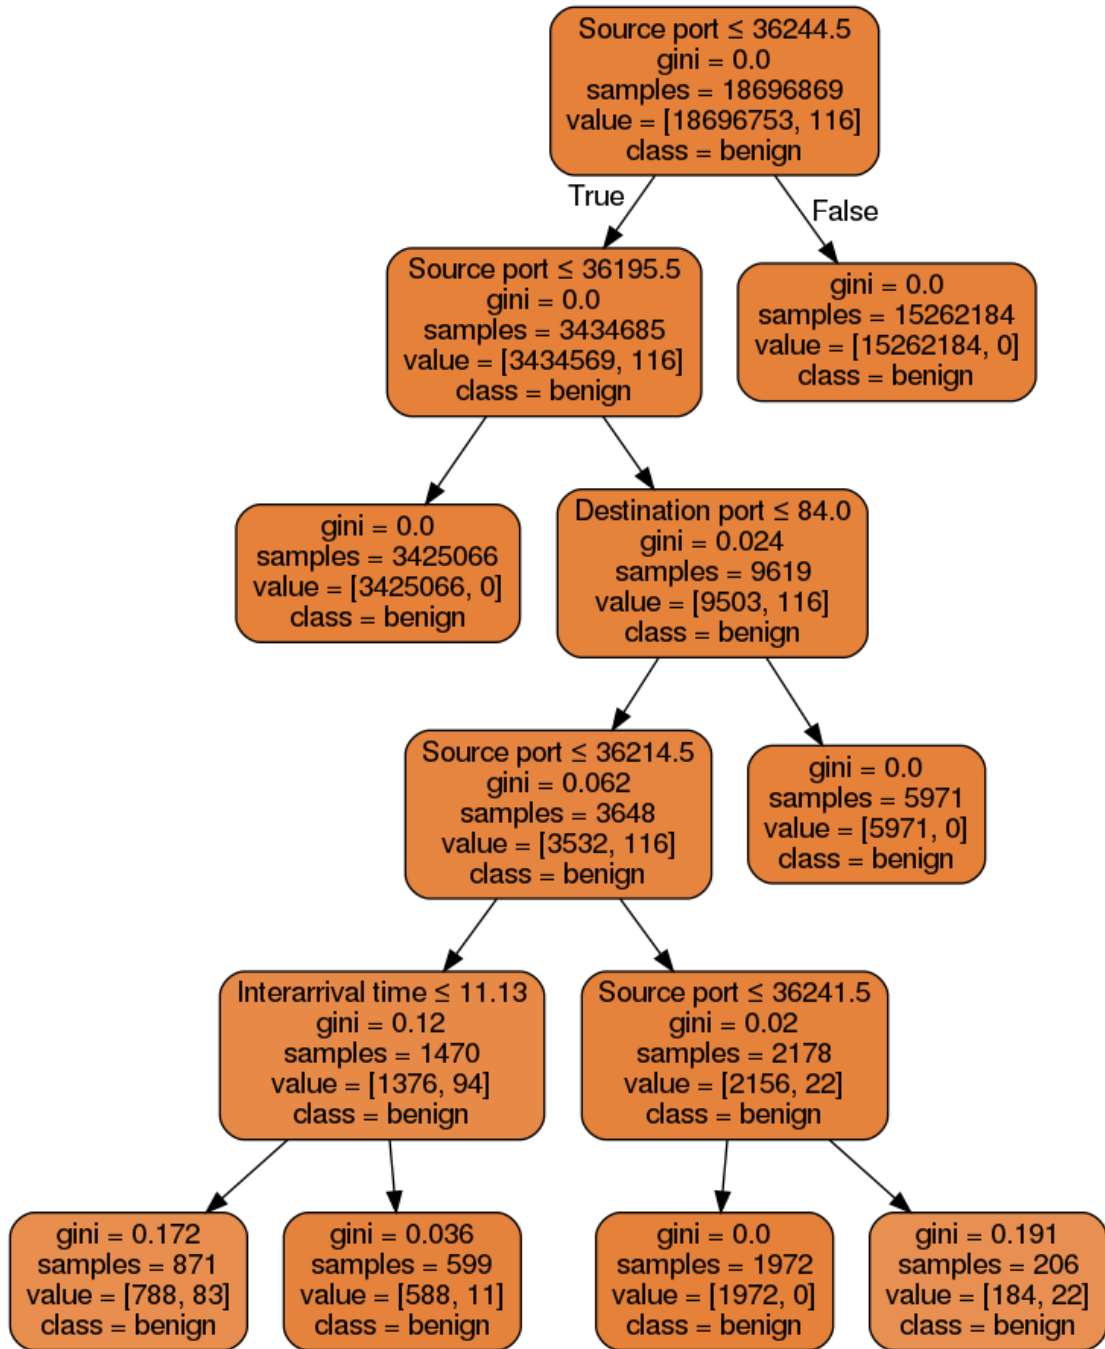 Source port ≤ 36244.5
gini = 0.0
samples = 18696869
value = [18696753, 116]
class = benign
True
False
Source port ≤ 36195.5
gini = 0.0
samples = 3434685
value = [3434569, 116]
class = benign
gini = 0.0
samples = 15262184
value = [15262184, 0]
class = benign
gini = 0.0
samples = 3425066
value = [3425066, 0]
class = benign
Destination port ≤ 84.0
gini = 0.024
samples = 9619
value = [9503, 116]
class = benign
Source port ≤ 36214.5
gini = 0.062
samples = 3648
value = [3532, 116]
class = benign
gini = 0.0
samples = 5971
value = [5971, 0]
class = benign
Interarrival time ≤ 11.13
gini = 0.12
samples = 1470
value = [1376, 94]
class = benign
Source port ≤ 36241.5
gini = 0.02
samples = 2178
value = [2156, 22]
class = benign
gini = 0.172
samples = 871
value = [788, 83]
class = benign
gini = 0.036
samples = 599
value = [588, 11]
class = benign
gini = 0.0
samples = 1972
value = [1972, 0]
class = benign
gini = 0.191
samples = 206
value = [184, 22]
class = benign